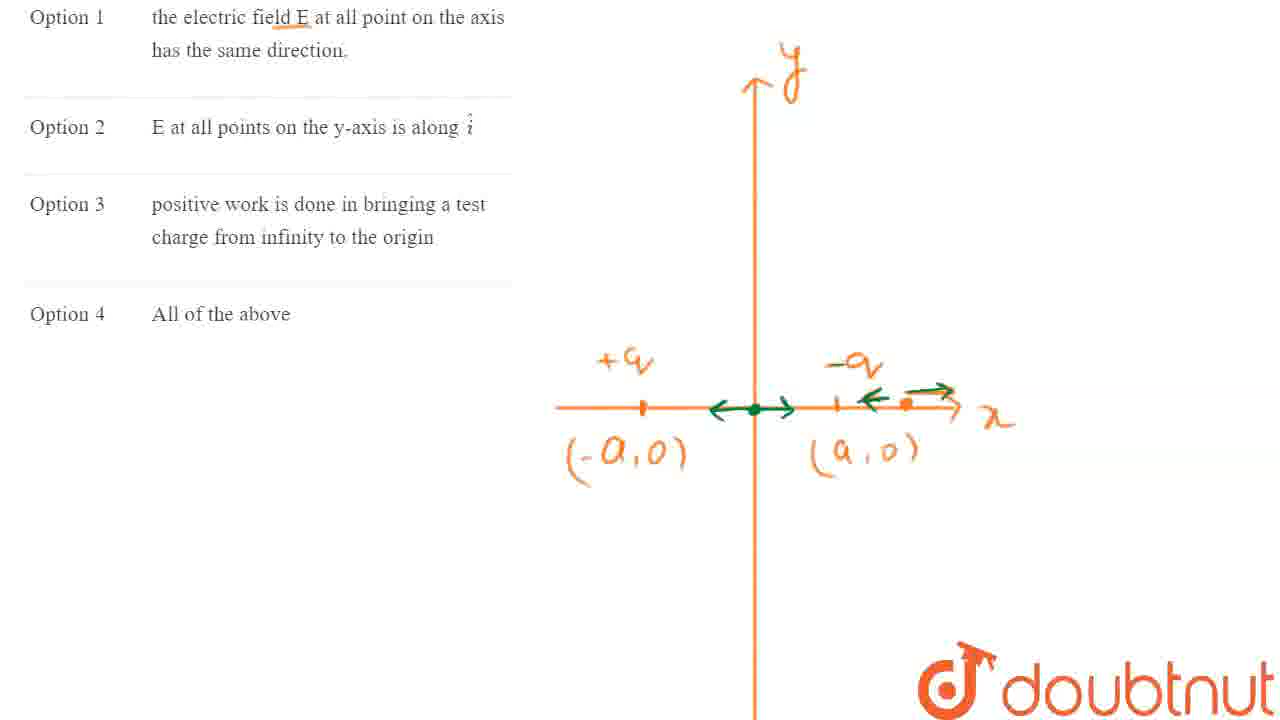 Option 1 the electric field E at all point on the axis
has the same direction.
Option 2 E at all points on the y-axis is along î
Option 3 positive work is done in bringing a test
charge from infinity to the origin
Option 4 All of the above
y
+q
-q
x
(-a,0)
(a,0)
doubtnut